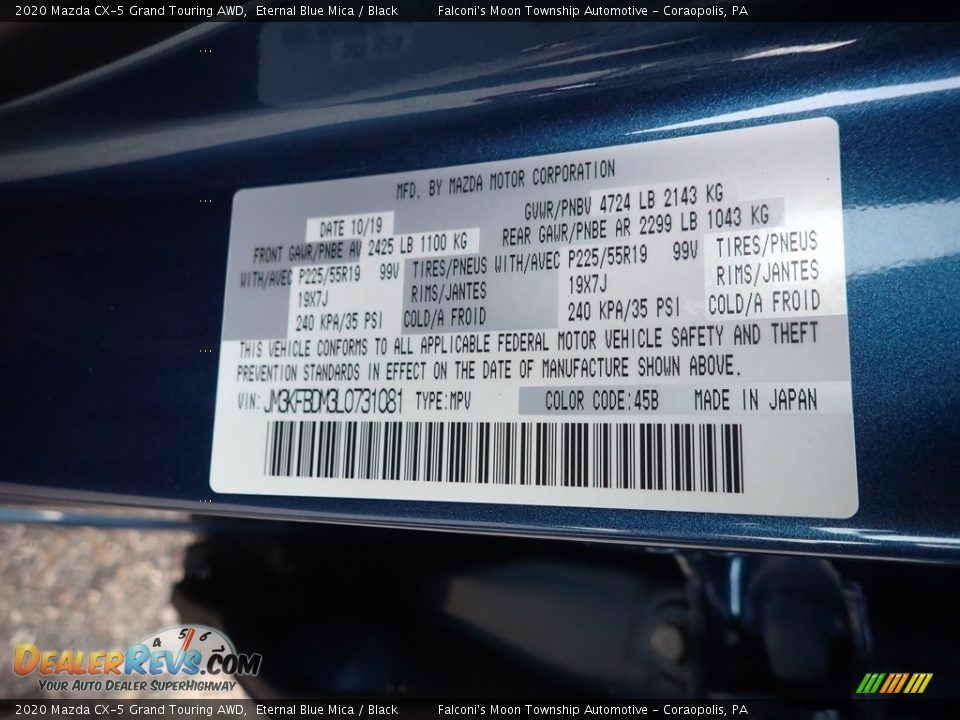 2020 Mazda CX-5 Grand Touring AWD, Eternal Blue Mica / Black Falconi's Moon Township Automotive - Coraopolis, PA
MFD. BY MAZDA MOTOR CORPORATION
DATE 10/19 GVWR/PNBV 4724 LB 2143 KG
FRONT GAWR/PNBE AV 2425 LB 1100 KG REAR GAWR/PNBE AR 2299 LB 1043 KG
WITH/AVEC P225/55R19 99V TIRES/PNEUS WITH/AVEC P225/55R19 99V TIRES/PNEUS
19X7J RIMS/JANTES 19X7J RIMS/JANTES
240 KPA/35 PSI COLD/A FROID 240 KPA/35 PSI COLD/A FROID
THIS VEHICLE CONFORMS TO ALL APPLICABLE FEDERAL MOTOR VEHICLE SAFETY AND THEFT
PREVENTION STANDARDS IN EFFECT ON THE DATE OF MANUFACTURE SHOWN ABOVE.
VIN: JM3KFBDM3L0731081 TYPE:MPV COLOR CODE:45B MADE IN JAPAN
4 5 6
DEALERREVS.COM
YOUR AUTO DEALER SUPERHIGHWAY
2020 Mazda CX-5 Grand Touring AWD, Eternal Blue Mica / Black Falconi's Moon Township Automotive - Coraopolis, PA